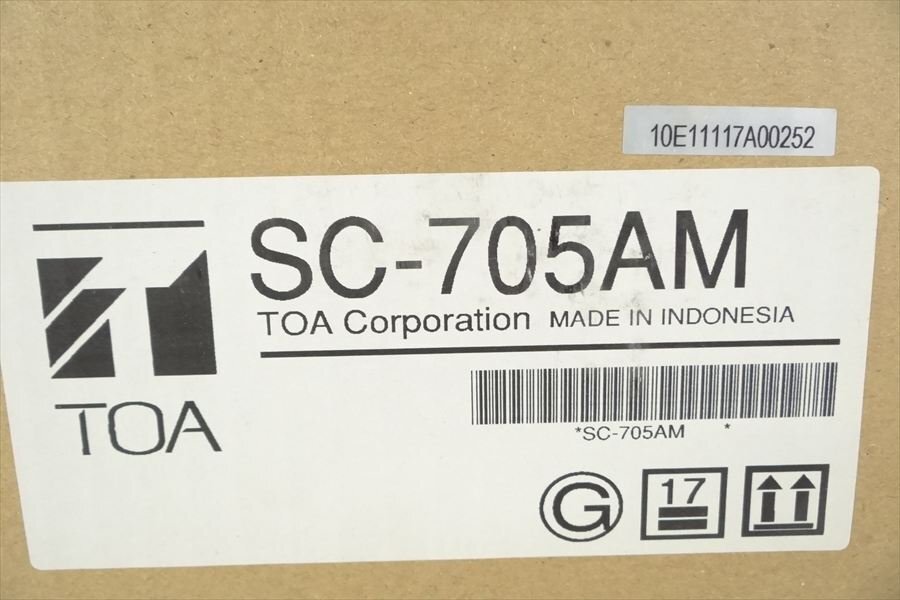 10E11117A00252
SC-705AM
TOA Corporation MADE IN INDONESIA
TOA
*SC-705AM *
G
17